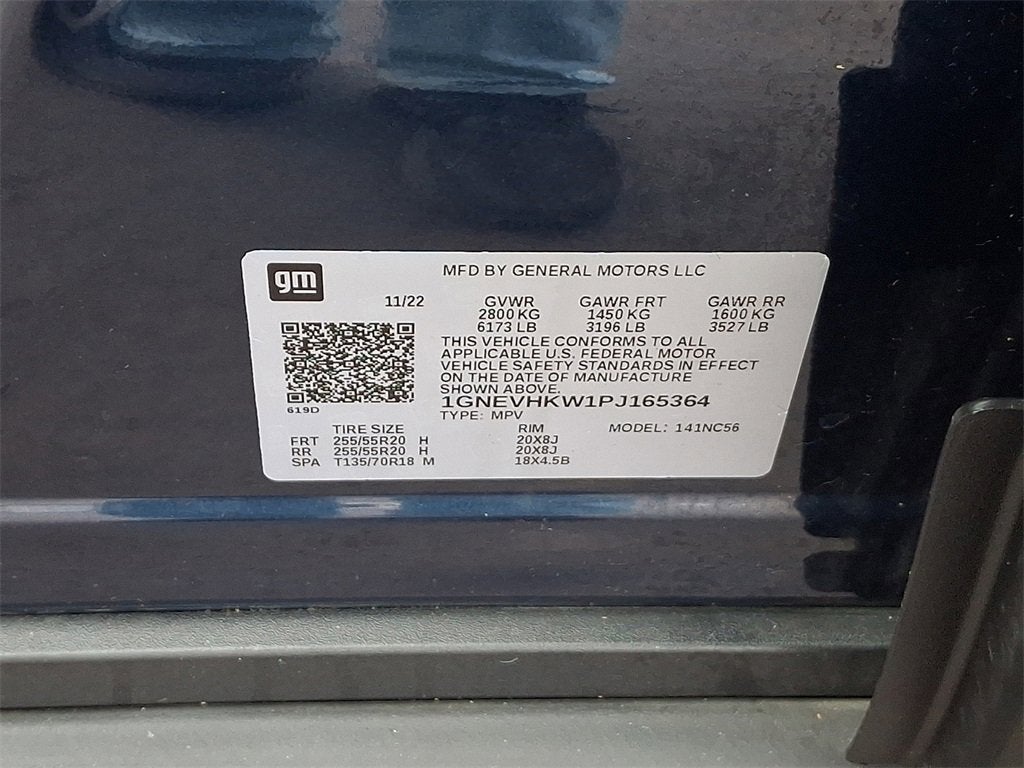 gm
MFD BY GENERAL MOTORS LLC
11/22 GVWR GAWR FRT GAWR RR
2800 KG 1450 KG 1600 KG
6173 LB 3196 LB 3527 LB
THIS VEHICLE CONFORMS TO ALL
APPLICABLE U.S. FEDERAL MOTOR
VEHICLE SAFETY STANDARDS IN EFFECT
ON THE DATE OF MANUFACTURE
SHOWN ABOVE.
1GNEVHKW1PJ165364
619D
TYPE: MPV
TIRE SIZE RIM MODEL: 141NC56
FRT 255/55R20 H 20X8J
RR 255/55R20 H 20X8J
SPA T135/70R18 M 18X4.5B